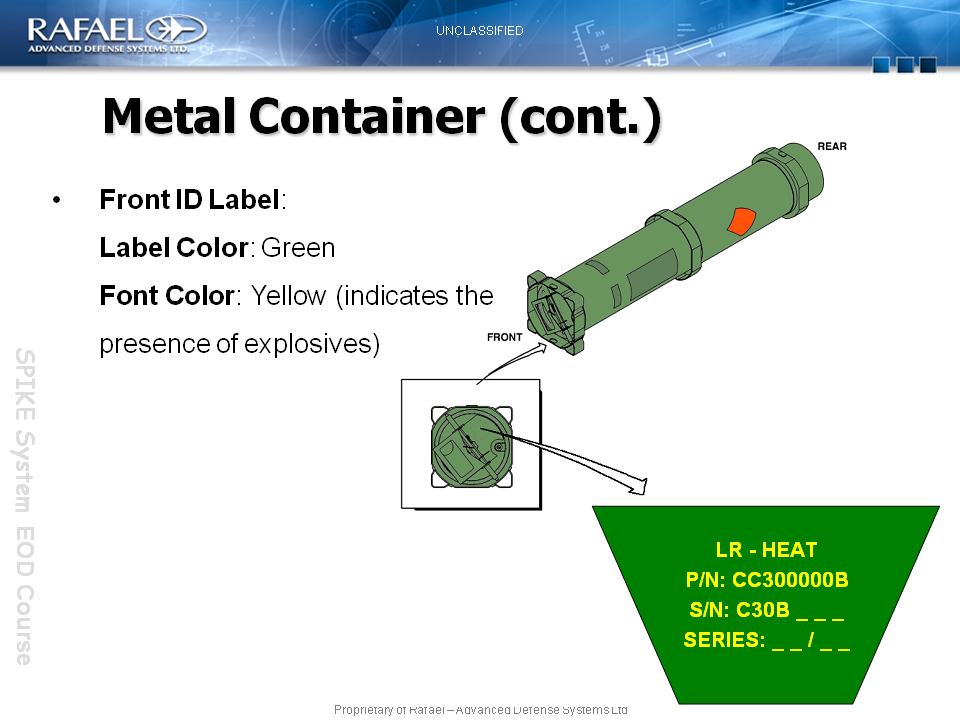 RAFAEL
ADVANCED DEFENSE SYSTEMS LTD.
UNCLASSIFIED
Metal Container (cont.)
REAR
• Front ID Label:
Label Color: Green
Font Color: Yellow (indicates the
presence of explosives)
FRONT
SPIKE System EOD Course
LR - HEAT
P/N: CC300000B
S/N: C30B _ _ _
SERIES: _ _ / _ _
Proprietary of Rafael – Advanced Defense Systems Ltd